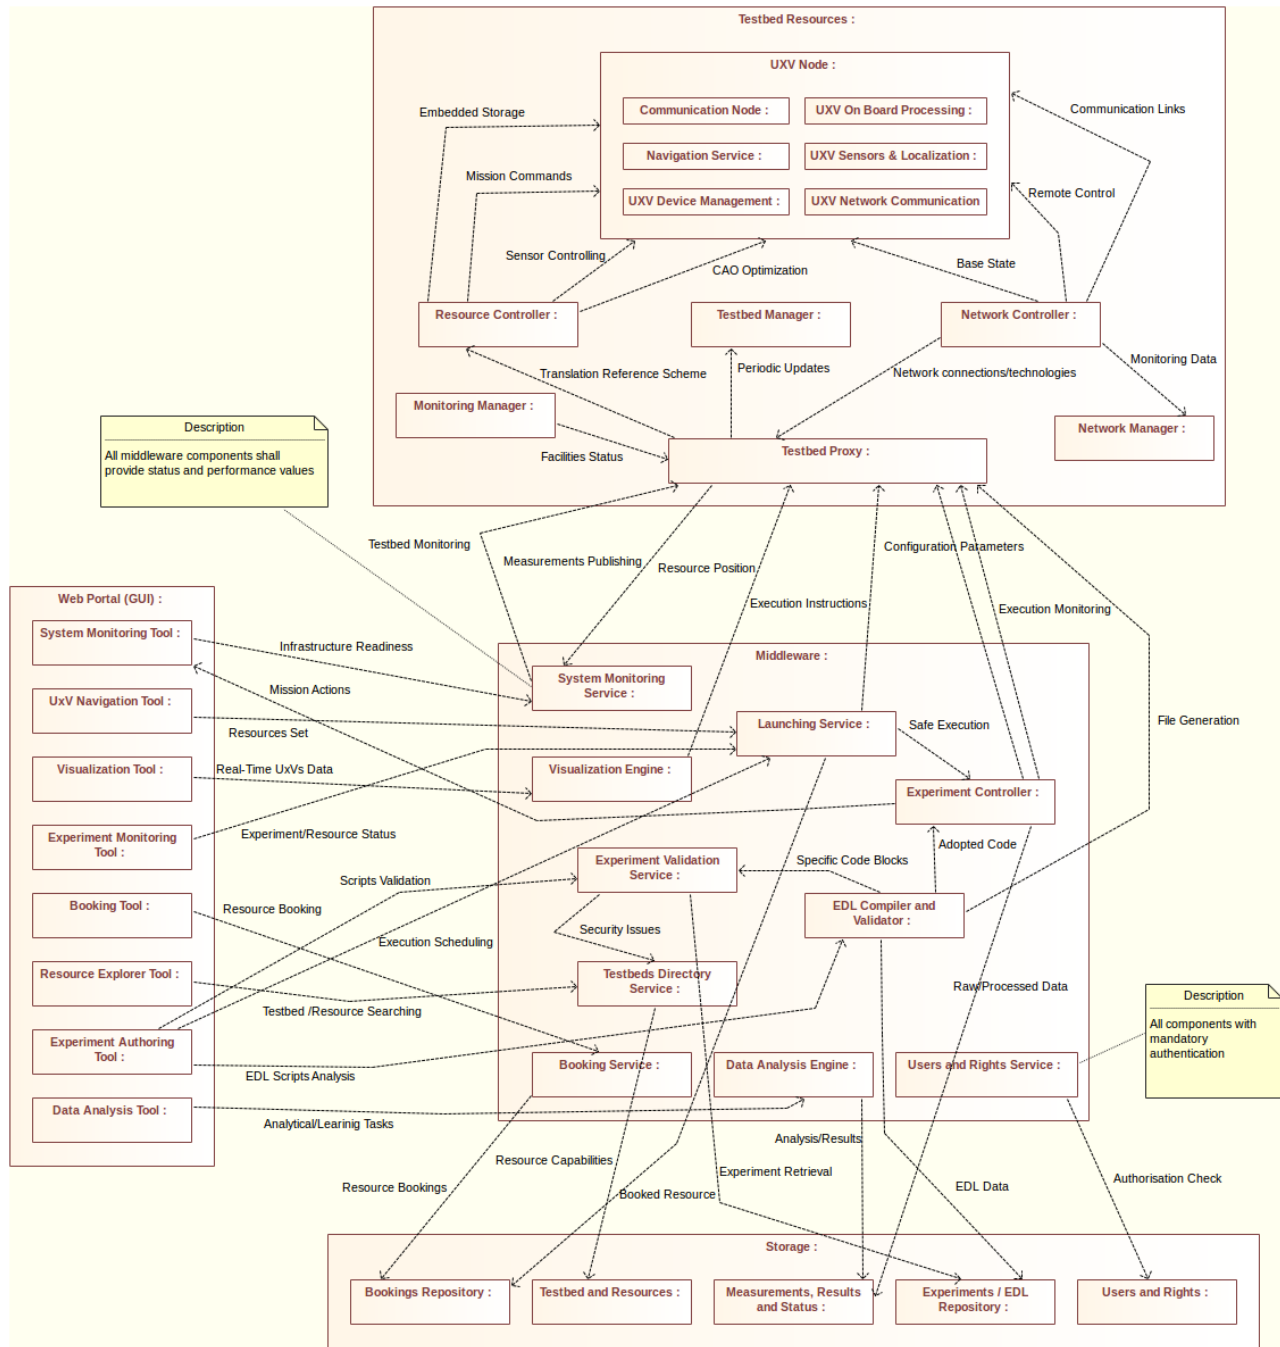 Testbed Resources :
UXV Node :
Communication Node :
UXV On Board Processing :
Navigation Service :
UXV Sensors & Localization :
UXV Device Management :
UXV Network Communication
Embedded Storage
Communication Links
Mission Commands
Remote Control
Sensor Controlling
CAO Optimization
Base State
Resource Controller :
Testbed Manager :
Network Controller :
Translation Reference Scheme
Periodic Updates
Network connections/technologies
Monitoring Data
Monitoring Manager :
Network Manager :
Facilities Status
Testbed Proxy :
Description
All middleware components shall
provide status and performance values
Testbed Monitoring
Measurements Publishing
Resource Position
Configuration Parameters
Execution Instructions
Execution Monitoring
File Generation
Web Portal (GUI) :
System Monitoring Tool :
UxV Navigation Tool :
Visualization Tool :
Experiment Monitoring
Tool :
Booking Tool :
Resource Explorer Tool :
Experiment Authoring
Tool :
Data Analysis Tool :
Infrastructure Readiness
Mission Actions
Resources Set
Real-Time UxVs Data
Experiment/Resource Status
Scripts Validation
Resource Booking
Execution Scheduling
Testbed /Resource Searching
EDL Scripts Analysis
Analytical/Learinig Tasks
Middleware :
System Monitoring
Service :
Launching Service :
Safe Execution
Visualization Engine :
Experiment Controller :
Adopted Code
Experiment Validation
Service :
Specific Code Blocks
EDL Compiler and
Validator :
Security Issues
Testbeds Directory
Service :
Raw/Processed Data
Booking Service :
Data Analysis Engine :
Users and Rights Service :
Description
All components with
mandatory
authentication
Analysis/Results
Resource Capabilities
Experiment Retrieval
Resource Bookings
Booked Resource
EDL Data
Authorisation Check
Storage :
Bookings Repository :
Testbed and Resources :
Measurements, Results
and Status :
Experiments / EDL
Repository :
Users and Rights :